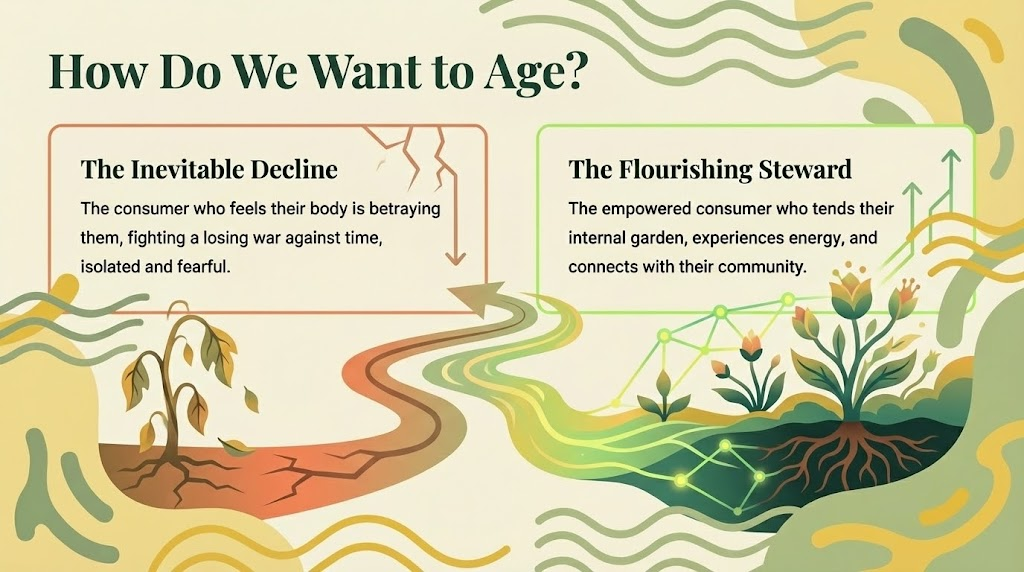 How Do We Want to Age?
The Inevitable Decline
The consumer who feels their body is betraying
them, fighting a losing war against time,
isolated and fearful.
The Flourishing Steward
The empowered consumer who tends their
internal garden, experiences energy, and
connects with their community.